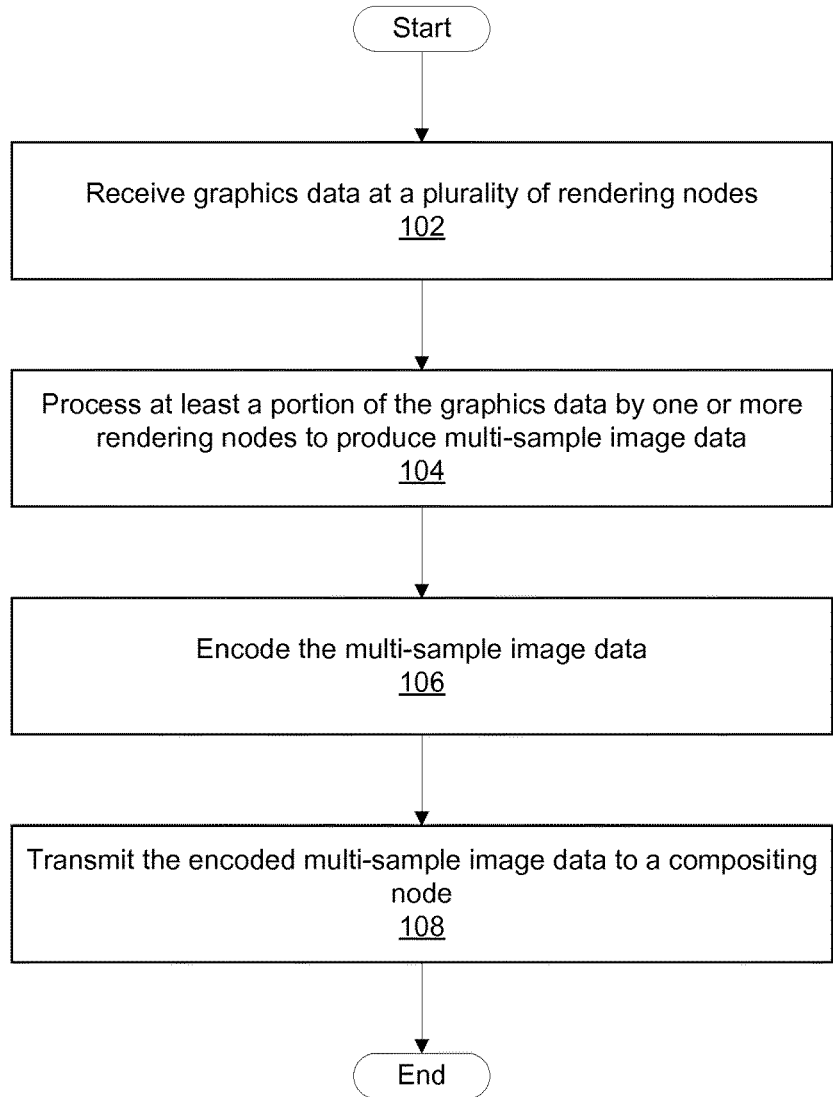 Start
Receive graphics data at a plurality of rendering nodes
102
Process at least a portion of the graphics data by one or more
rendering nodes to produce multi-sample image data
104
Encode the multi-sample image data
106
Transmit the encoded multi-sample image data to a compositing
node
108
End